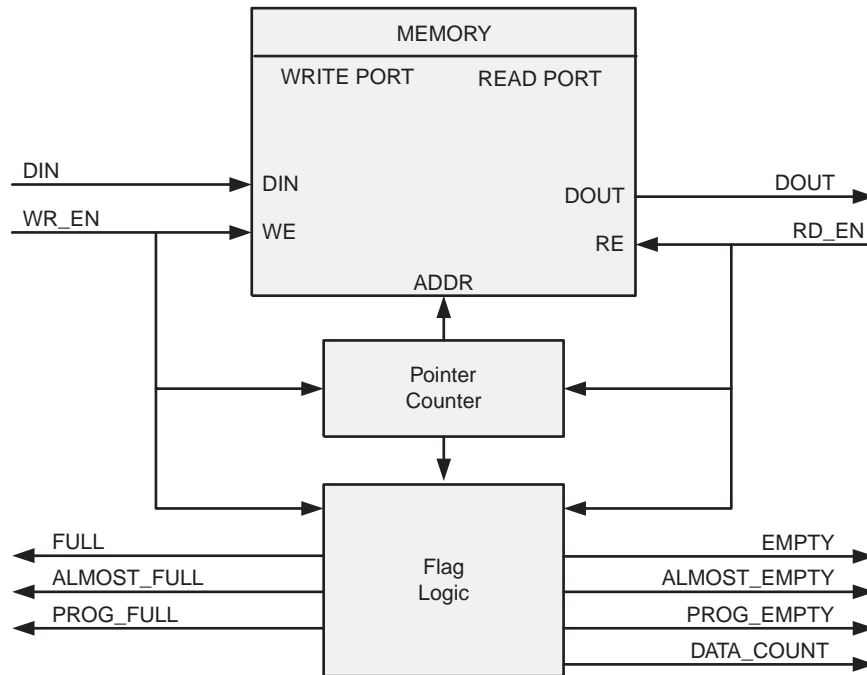 MEMORY
WRITE PORT READ PORT
DIN
DIN
DOUT
DOUT
WR_EN
WE
RE
RD_EN
ADDR
Pointer
Counter
FULL
EMPTY
Flag
Logic
ALMOST_FULL
ALMOST_EMPTY
PROG_FULL
PROG_EMPTY
DATA_COUNT